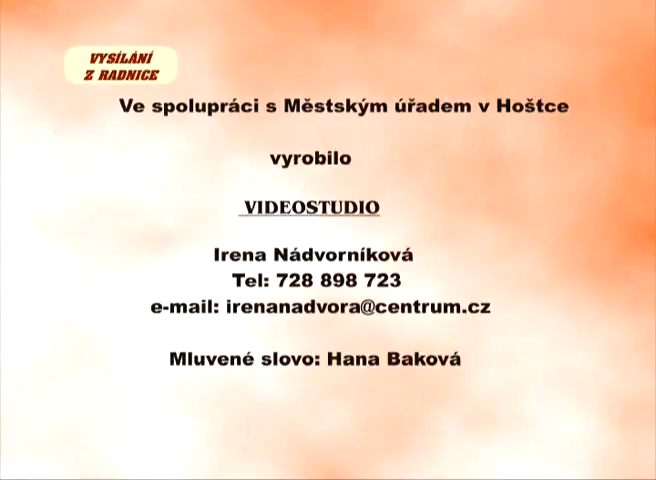 VYSÍLÁNÍ
Z RADNICE
Ve spolupráci s Městským úřadem v Hoštce
vyrobilo
VIDEOSTUDIO
Irena Nádvorníková
Tel: 728 898 723
e-mail: irenanadvora@centrum.cz
Mluvené slovo: Hana Baková